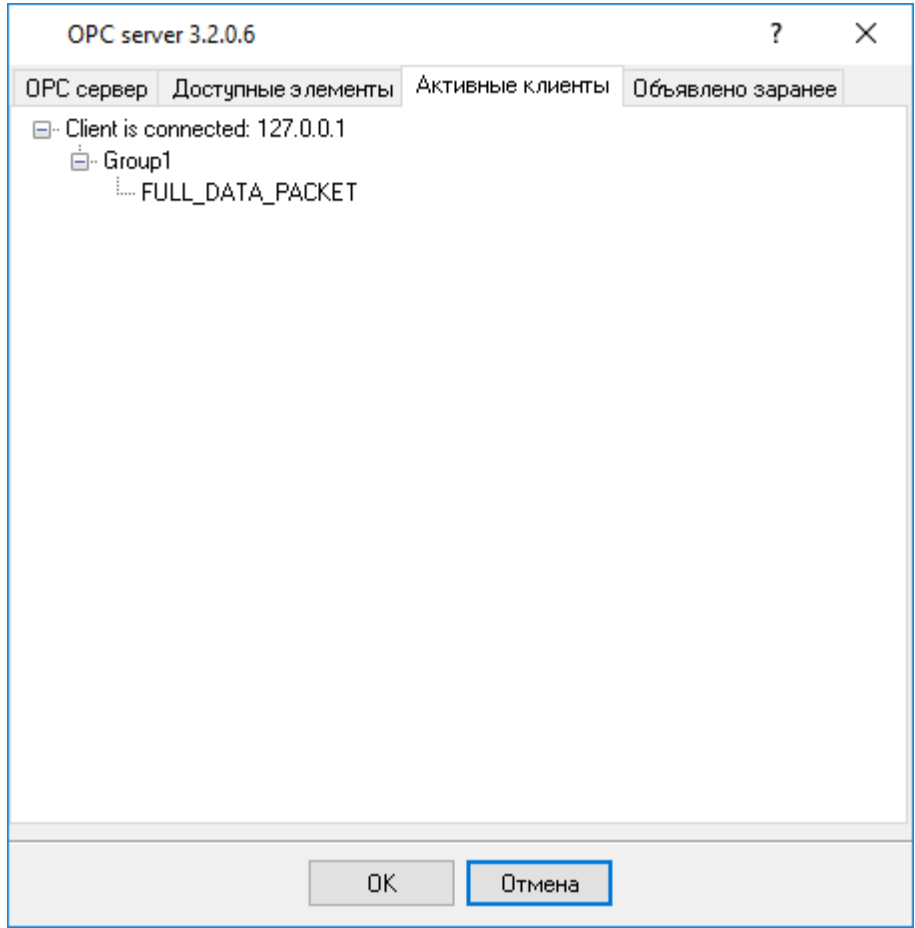 OPC server 3.2.0.6 ?
OPC сервер Доступные элементы Активные клиенты Объявлено заранее
Client is connected: 127.0.0.1
Group1
FULL_DATA_PACKET
OK Отмена